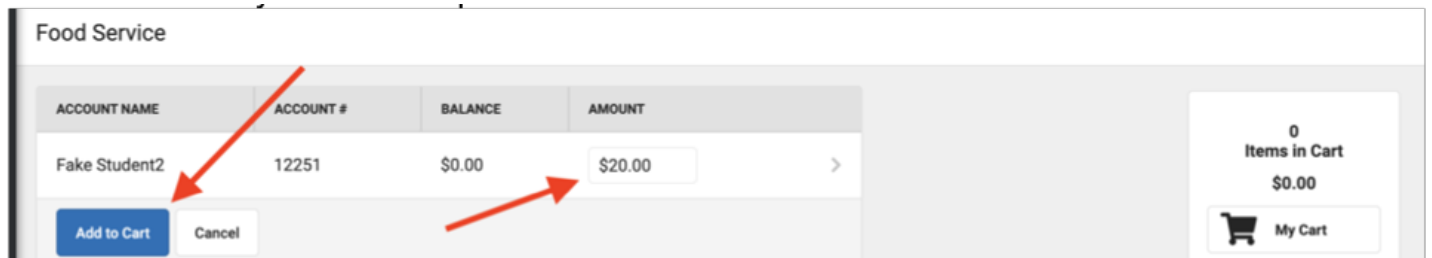 Food Service
ACCOUNT NAME ACCOUNT # BALANCE AMOUNT
Fake Student2 12251 $0.00 $20.00
Add to Cart Cancel
0
Items in Cart
$0.00
My Cart